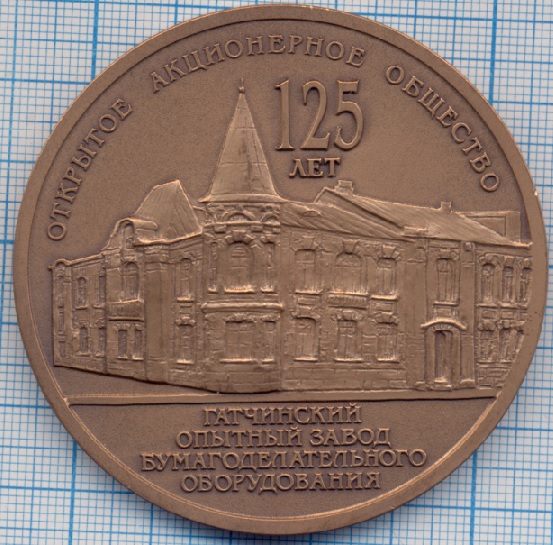 ОТКРЫТОЕ АКЦИОНЕРНОЕ ОБЩЕСТВО
125
ЛЕТ
ГАТЧИНСКИЙ
ОПЫТНЫЙ ЗАВОД
БУМАГОДЕЛАТЕЛЬНОГО
ОБОРУДОВАНИЯ